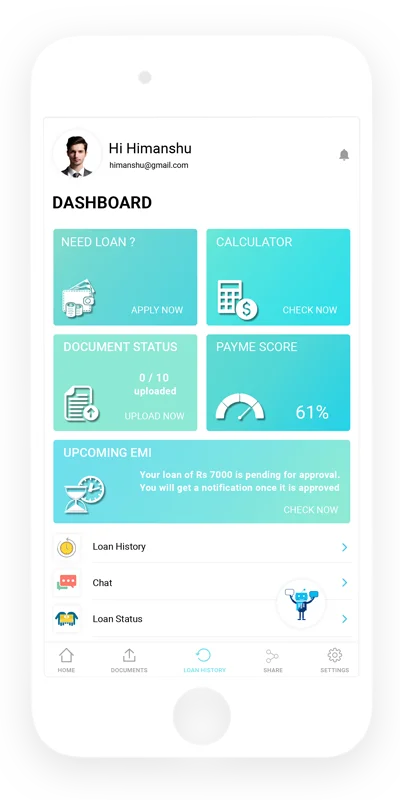 Hi Himanshu
himanshu@gmail.com
DASHBOARD
NEED LOAN ?
APPLY NOW
CALCULATOR
$
CHECK NOW
DOCUMENT STATUS
0 / 10
uploaded
UPLOAD NOW
PAYME SCORE
61%
UPCOMING EMI
Your loan of Rs 7000 is pending for approval.
You will get a notification once it is approved
CHECK NOW
Loan History
Chat
Loan Status
HOME
DOCUMENTS
LOAN HISTORY
SHARE
SETTINGS